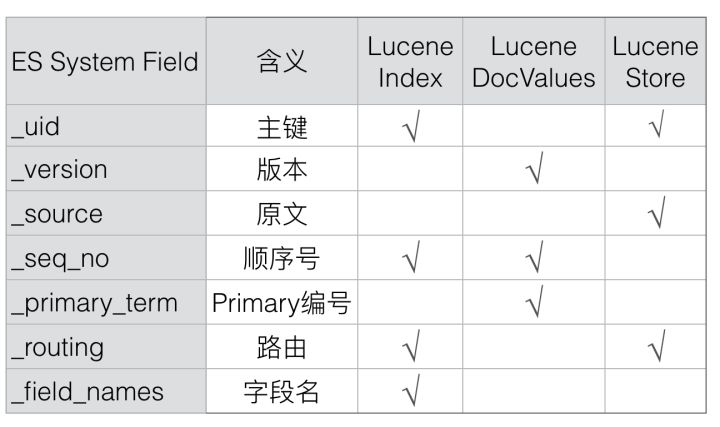 ES System Field 含义 Lucene Index Lucene DocValues Lucene Store
_uid 主键 √ √
_version 版本 √
_source 原文 √
_seq_no 顺序号 √ √
_primary_term Primary编号 √
_routing 路由 √ √
_field_names 字段名 √